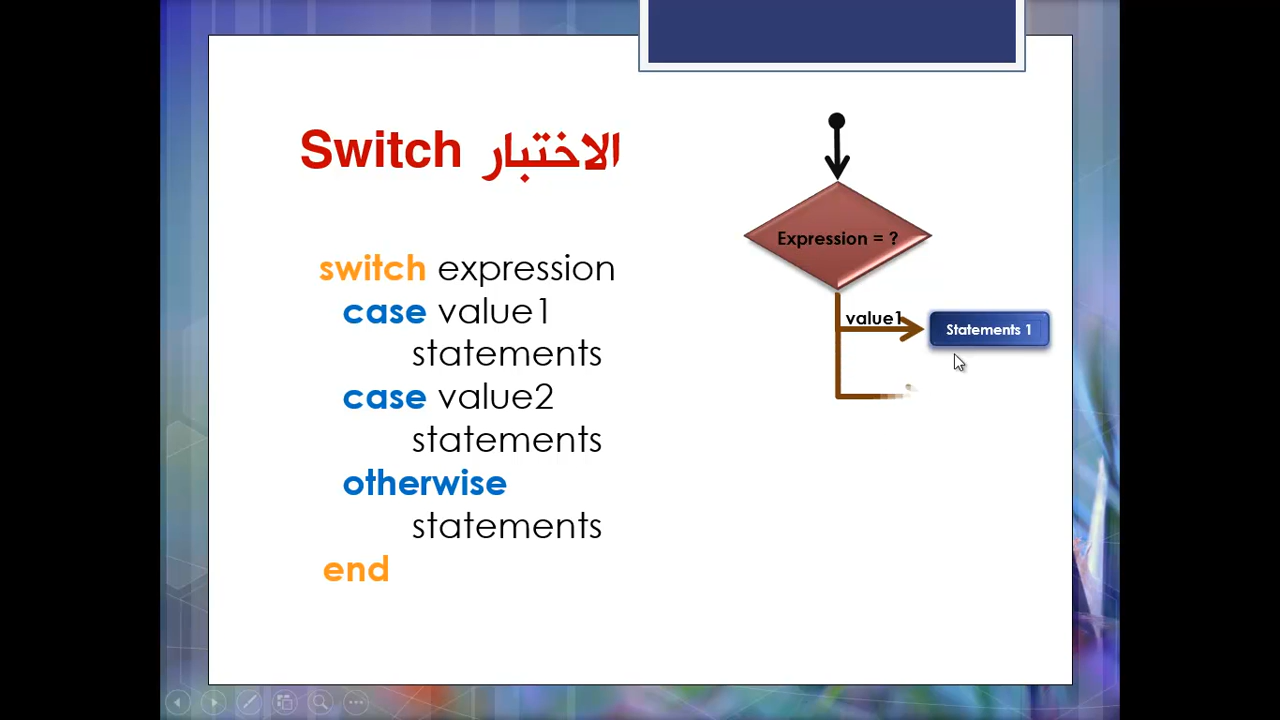 الاختبار Switch
switch expression
case value1
statements
case value2
statements
otherwise
statements
end
Expression = ?
value1
Statements 1